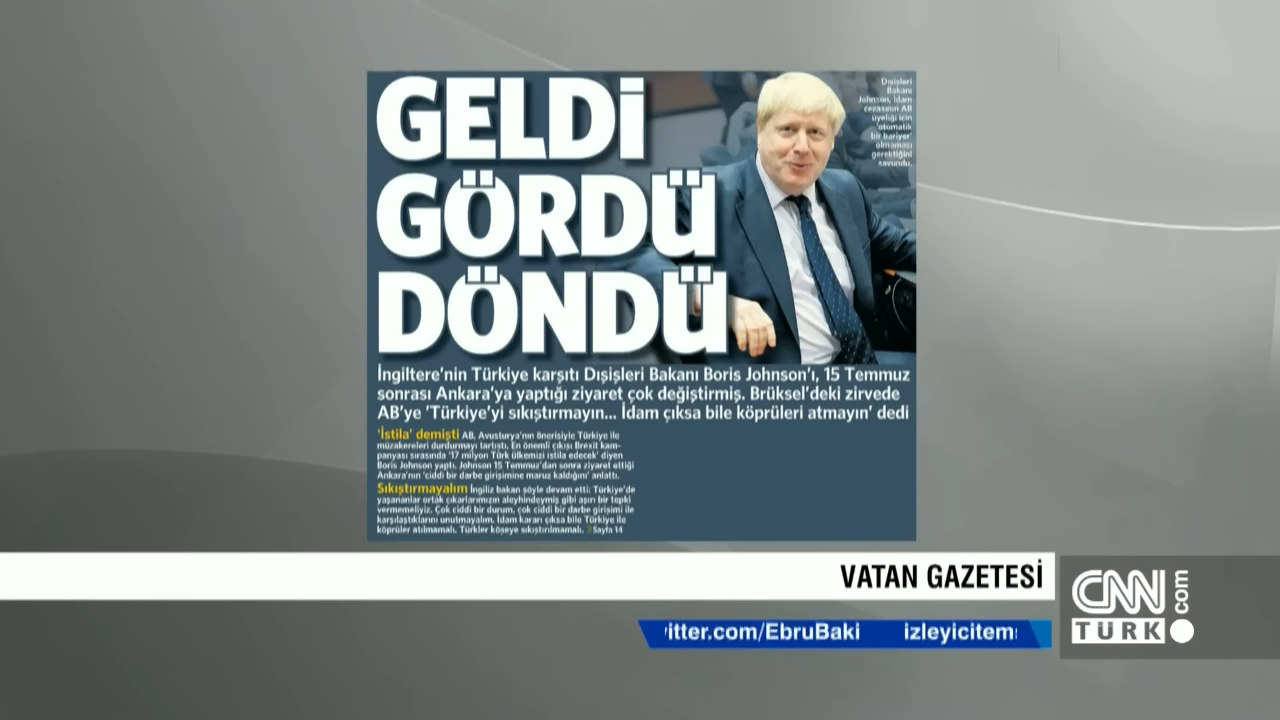 GELDİ
GÖRDÜ
DÖNDÜ
Dışişleri
Bakanı
Johnson, idam
cezasının AB
üyeliği için
'otomatik
bir bariyer'
olmaması
gerektiğini
savundu.
İngiltere'nin Türkiye karşıtı Dışişleri Bakanı Boris Johnson'ı, 15 Temmuz
sonrası Ankara'ya yaptığı ziyaret çok değiştirmiş. Brüksel'deki zirvede
AB'ye 'Türkiye'yi sıkıştırmayın... İdam çıksa bile köprüleri atmayın' dedi
'İstila' demişti AB, Avusturya'nın önerisiyle Türkiye ile
müzakereleri durdurmayı tartıştı. En önemli çıkışı Brexit kam-
panyası sırasında '17 milyon Türk ülkemizi istila edecek' diyen
Boris Johnson yaptı. Johnson 15 Temmuz'dan sonra ziyaret ettiği
Ankara'nın 'ciddi bir darbe girişimine maruz kaldığını' anlattı.
Sıkıştırmayalım İngiliz bakan şöyle devam etti: Türkiye'de
yaşananlar ortak çıkarlarımızın aleyhindeymiş gibi aşırı bir tepki
vermemeliyiz. Çok ciddi bir durum, çok ciddi bir darbe girişimi ile
karşılaştıklarını unutmayalım. İdam kararı çıksa bile Türkiye ile
köprüler atılmamalı. Türkler köşeye sıkıştırılmamalı. Sayfa 14
VATAN GAZETESİ
itter.com/EbruBaki izleyicitem
CNN
TÜRK
.com